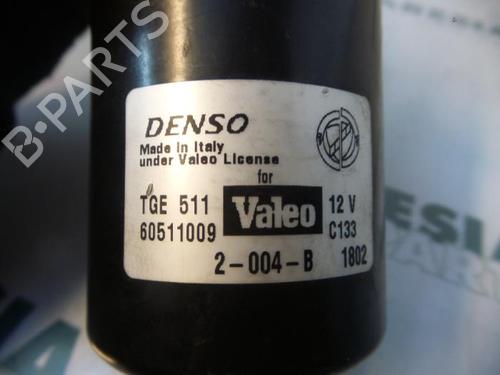 DENSO
Made in Italy
under Valeo License
for
TGE 511 Valeo 12 V
60511009 C133
2-004-B 1802
B-PARTS